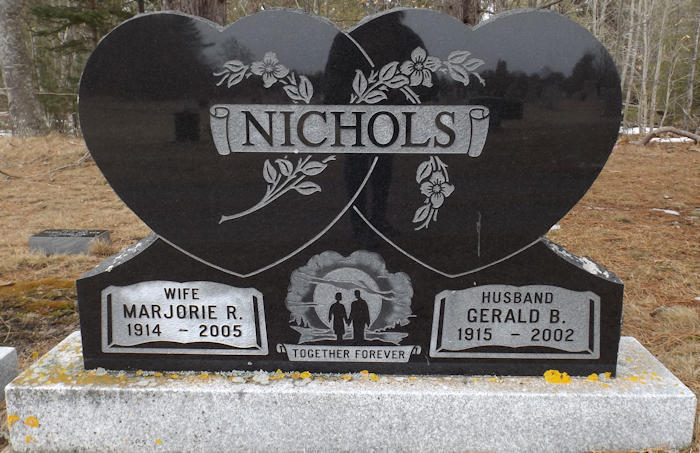 NICHOLS
WIFE
MARJORIE R.
1914 - 2005
TOGETHER FOREVER
HUSBAND
GERALD B.
1915 - 2002